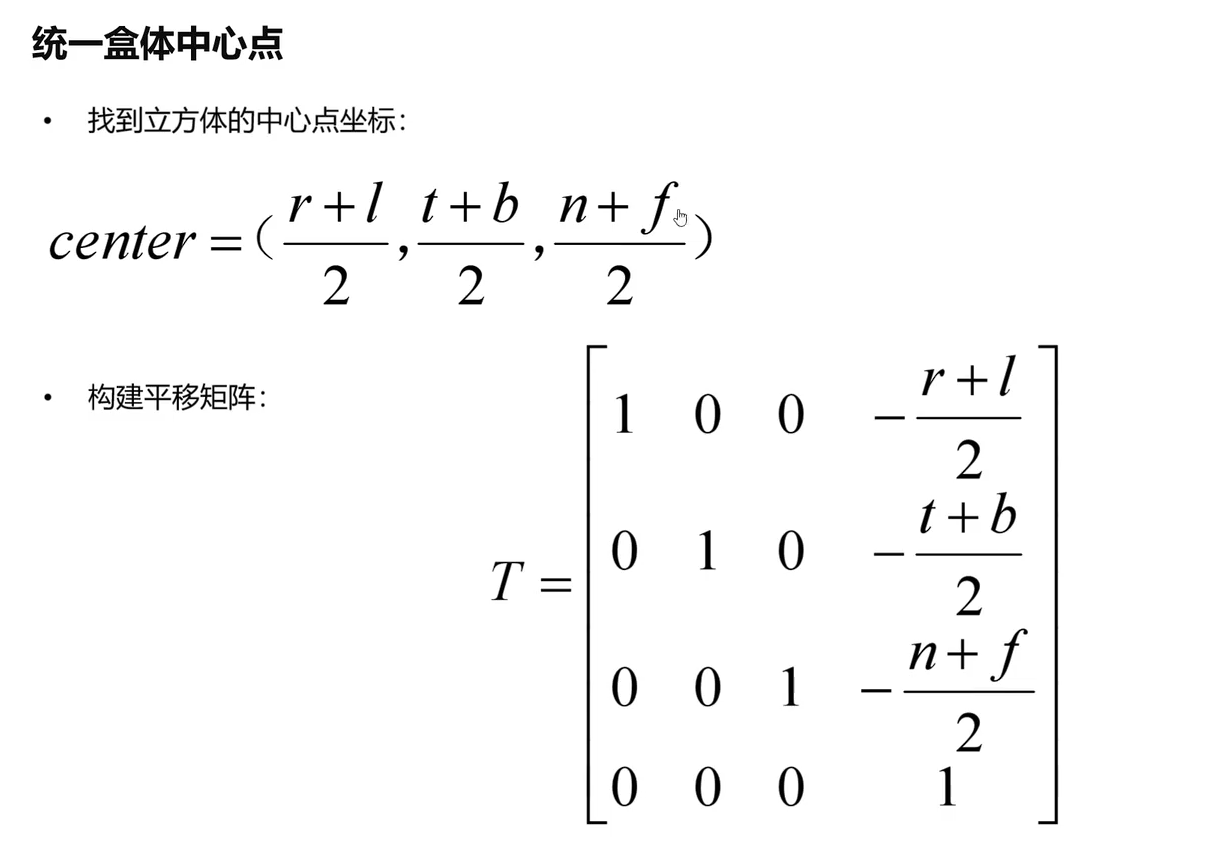 统一盒体中心点
• 找到立方体的中心点坐标：
center = (\frac{r+l}{2}, \frac{t+b}{2}, \frac{n+f}{2})
• 构建平移矩阵：
T = \begin{bmatrix} 1 & 0 & 0 & -\frac{r+l}{2} \\ 0 & 1 & 0 & -\frac{t+b}{2} \\ 0 & 0 & 1 & -\frac{n+f}{2} \\ 0 & 0 & 0 & 1 \end{bmatrix}